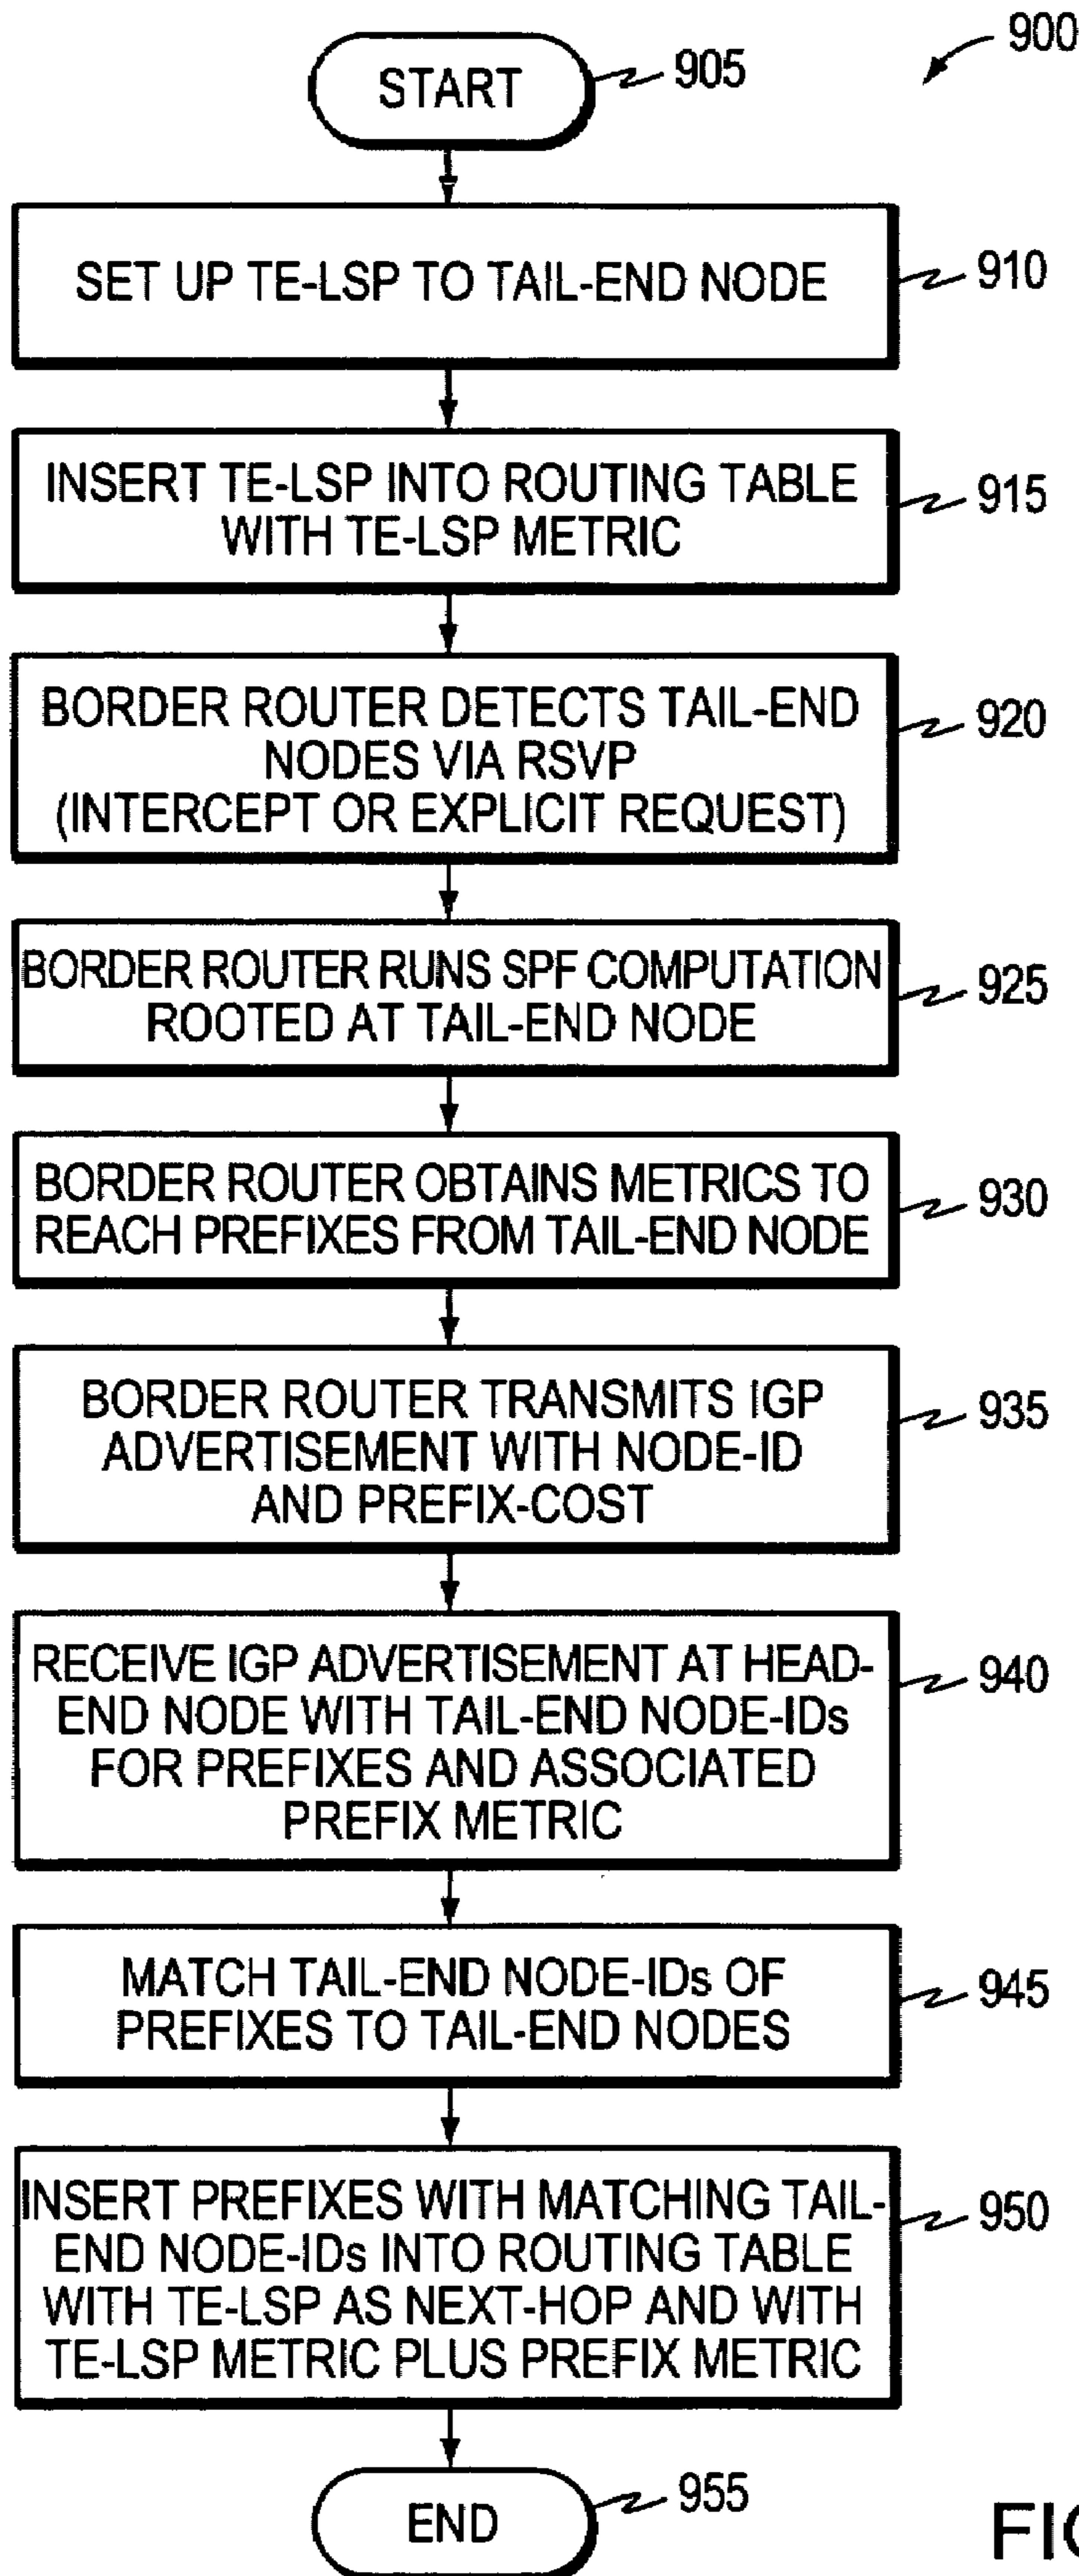 900
START
905
SET UP TE-LSP TO TAIL-END NODE
910
INSERT TE-LSP INTO ROUTING TABLE
WITH TE-LSP METRIC
915
BORDER ROUTER DETECTS TAIL-END
NODES VIA RSVP
(INTERCEPT OR EXPLICIT REQUEST)
920
BORDER ROUTER RUNS SPF COMPUTATION
ROOTED AT TAIL-END NODE
925
BORDER ROUTER OBTAINS METRICS TO
REACH PREFIXES FROM TAIL-END NODE
930
BORDER ROUTER TRANSMITS IGP
ADVERTISEMENT WITH NODE-ID
AND PREFIX-COST
935
RECEIVE IGP ADVERTISEMENT AT HEAD-
END NODE WITH TAIL-END NODE-IDs
FOR PREFIXES AND ASSOCIATED
PREFIX METRIC
940
MATCH TAIL-END NODE-IDs OF
PREFIXES TO TAIL-END NODES
945
INSERT PREFIXES WITH MATCHING TAIL-
END NODE-IDs INTO ROUTING TABLE
WITH TE-LSP AS NEXT-HOP AND WITH
TE-LSP METRIC PLUS PREFIX METRIC
950
END
955